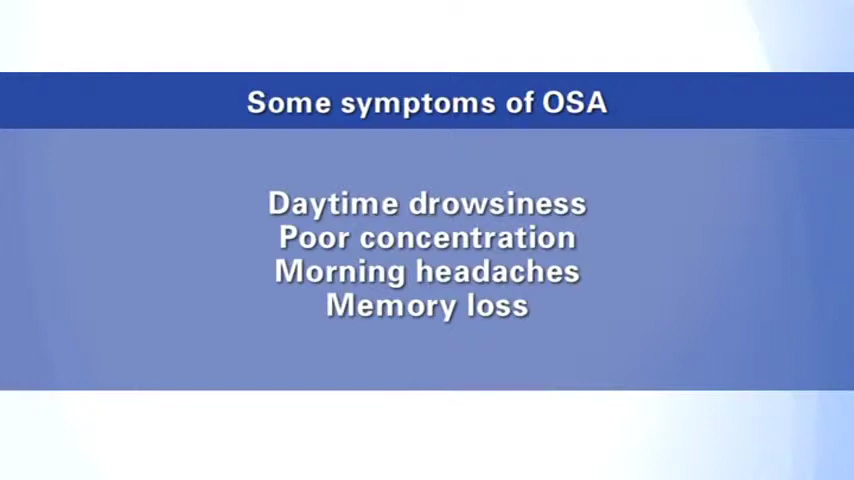 Some symptoms of OSA
Daytime drowsiness
Poor concentration
Morning headaches
Memory loss